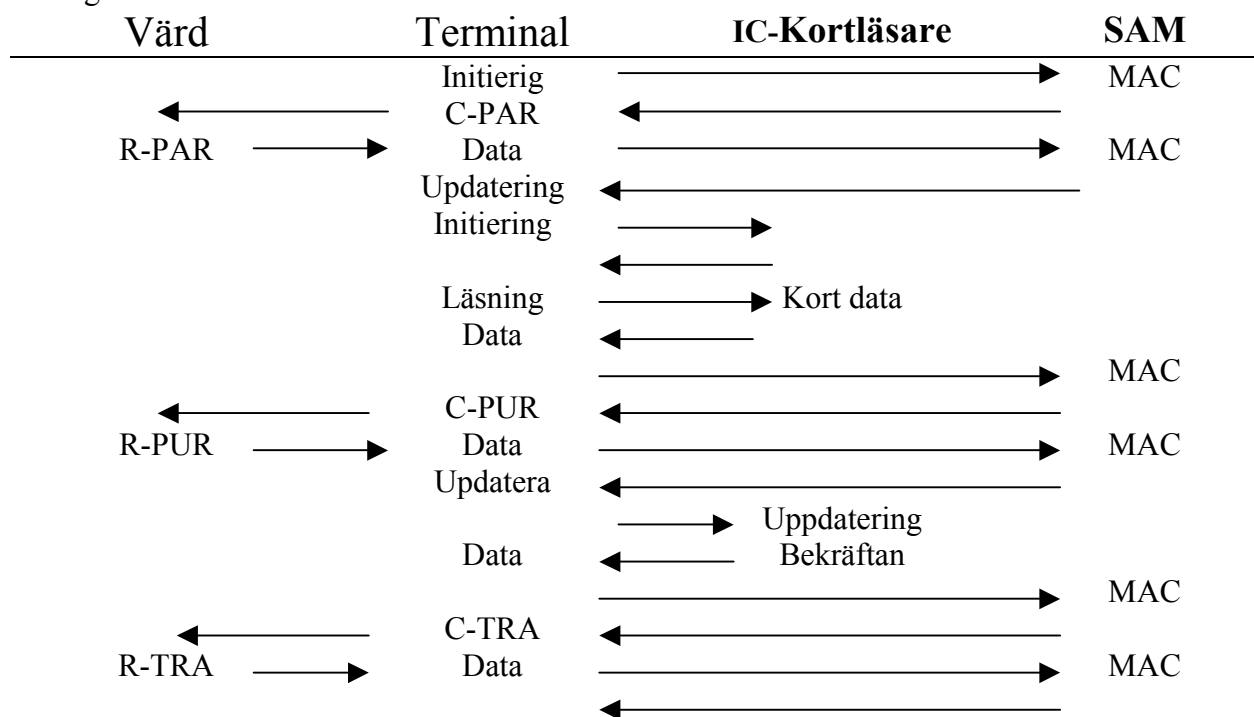 Värd Terminal IC-Kortläsare SAM
Initierig MAC
C-PAR
R-PAR Data MAC
Updatering
Initiering
Läsning Kort data
Data
MAC
C-PUR
R-PUR Data MAC
Updatera
Uppdatering
Data Bekräftan
MAC
C-TRA
R-TRA Data MAC